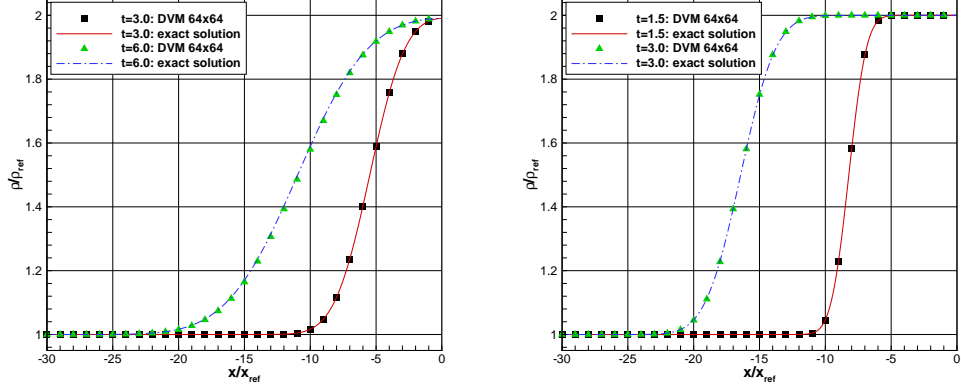 t=3.0: DVM 64x64
t=3.0: exact solution
t=6.0: DVM 64x64
t=6.0: exact solution
2
1.8
1.6
1.4
1.2
1
ρ/ρref
-30 -25 -20 -15 -10 -5 0
x/xref
t=1.5: DVM 64x64
t=1.5: exact solution
t=3.0: DVM 64x64
t=3.0: exact solution
2
1.8
1.6
1.4
1.2
1
ρ/ρref
-30 -25 -20 -15 -10 -5 0
x/xref